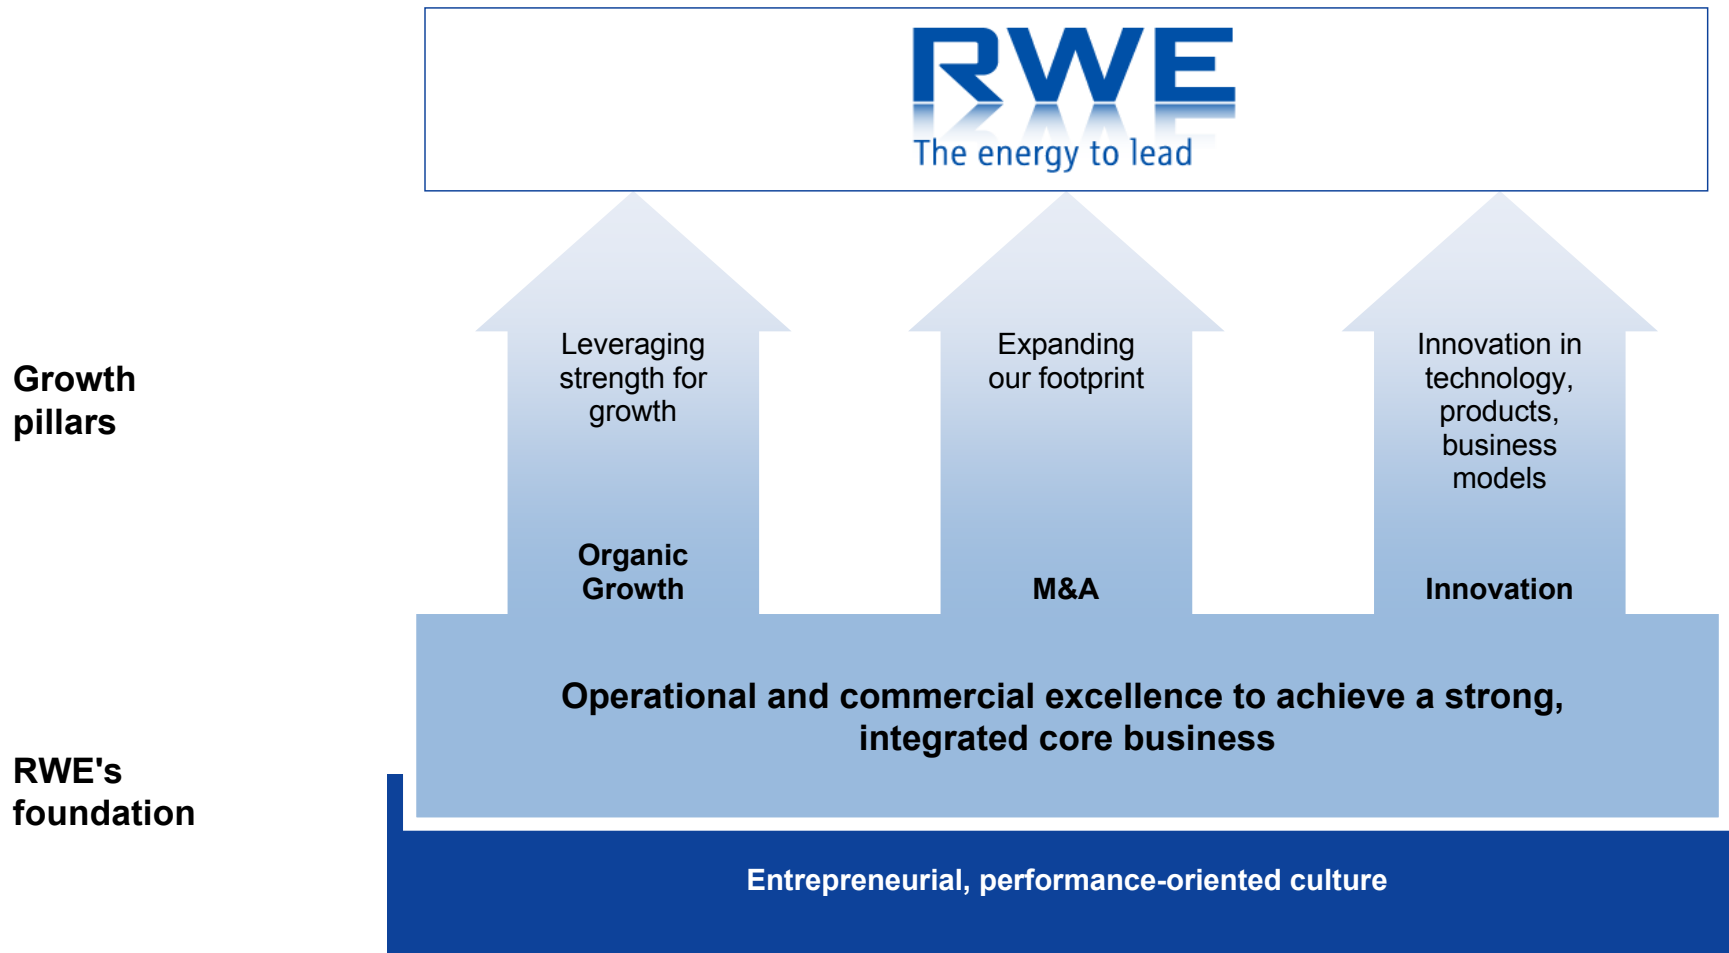 RWE
The energy to lead
Growth
pillars
Leveraging
strength for
growth
Organic
Growth
Expanding
our footprint
M&A
Innovation in
technology,
products,
business
models
Innovation
RWE's
foundation
Operational and commercial excellence to achieve a strong,
integrated core business
Entrepreneurial, performance-oriented culture